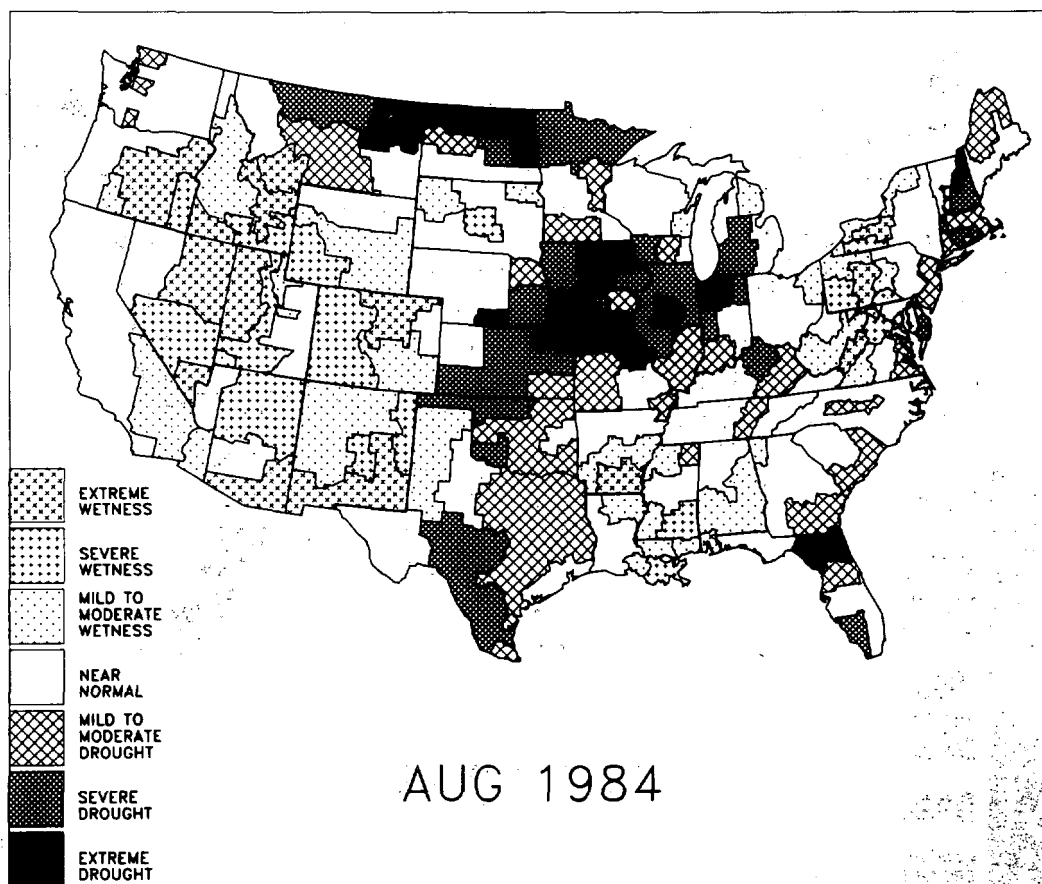 EXTREME
WETNESS
SEVERE
WETNESS
MILD TO
MODERATE
WETNESS
NEAR
NORMAL
MILD TO
MODERATE
DROUGHT
SEVERE
DROUGHT
EXTREME
DROUGHT
AUG 1984